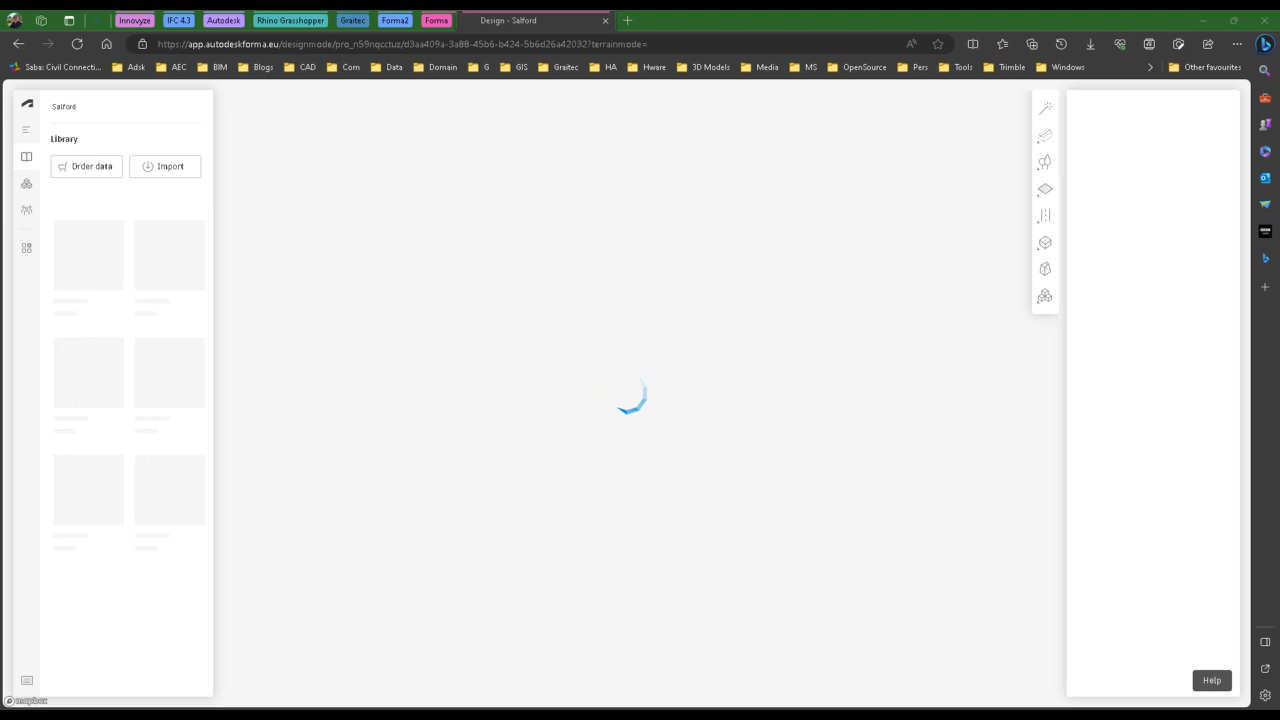 Innovyze
IFC 4.3
Autodesk
Rhino Grasshopper
Graitec
Forma2
Forma
Design - Salford
https://app.autodeskforma.eu/designmode/pro_n59nqcctuz/d3aa409a-3a88-45b6-b424-5b6d26a42032?terrainmode=
Saba: Civil Connecti...
Adsk
AEC
BIM
Blogs
CAD
Com
Data
Domain
G
GIS
Graitec
HA
Hware
3D Models
Media
MS
OpenSource
Pers
Tools
Trimble
Windows
Other favourites
Salford
Library
Order data
Import
Help
mapbox